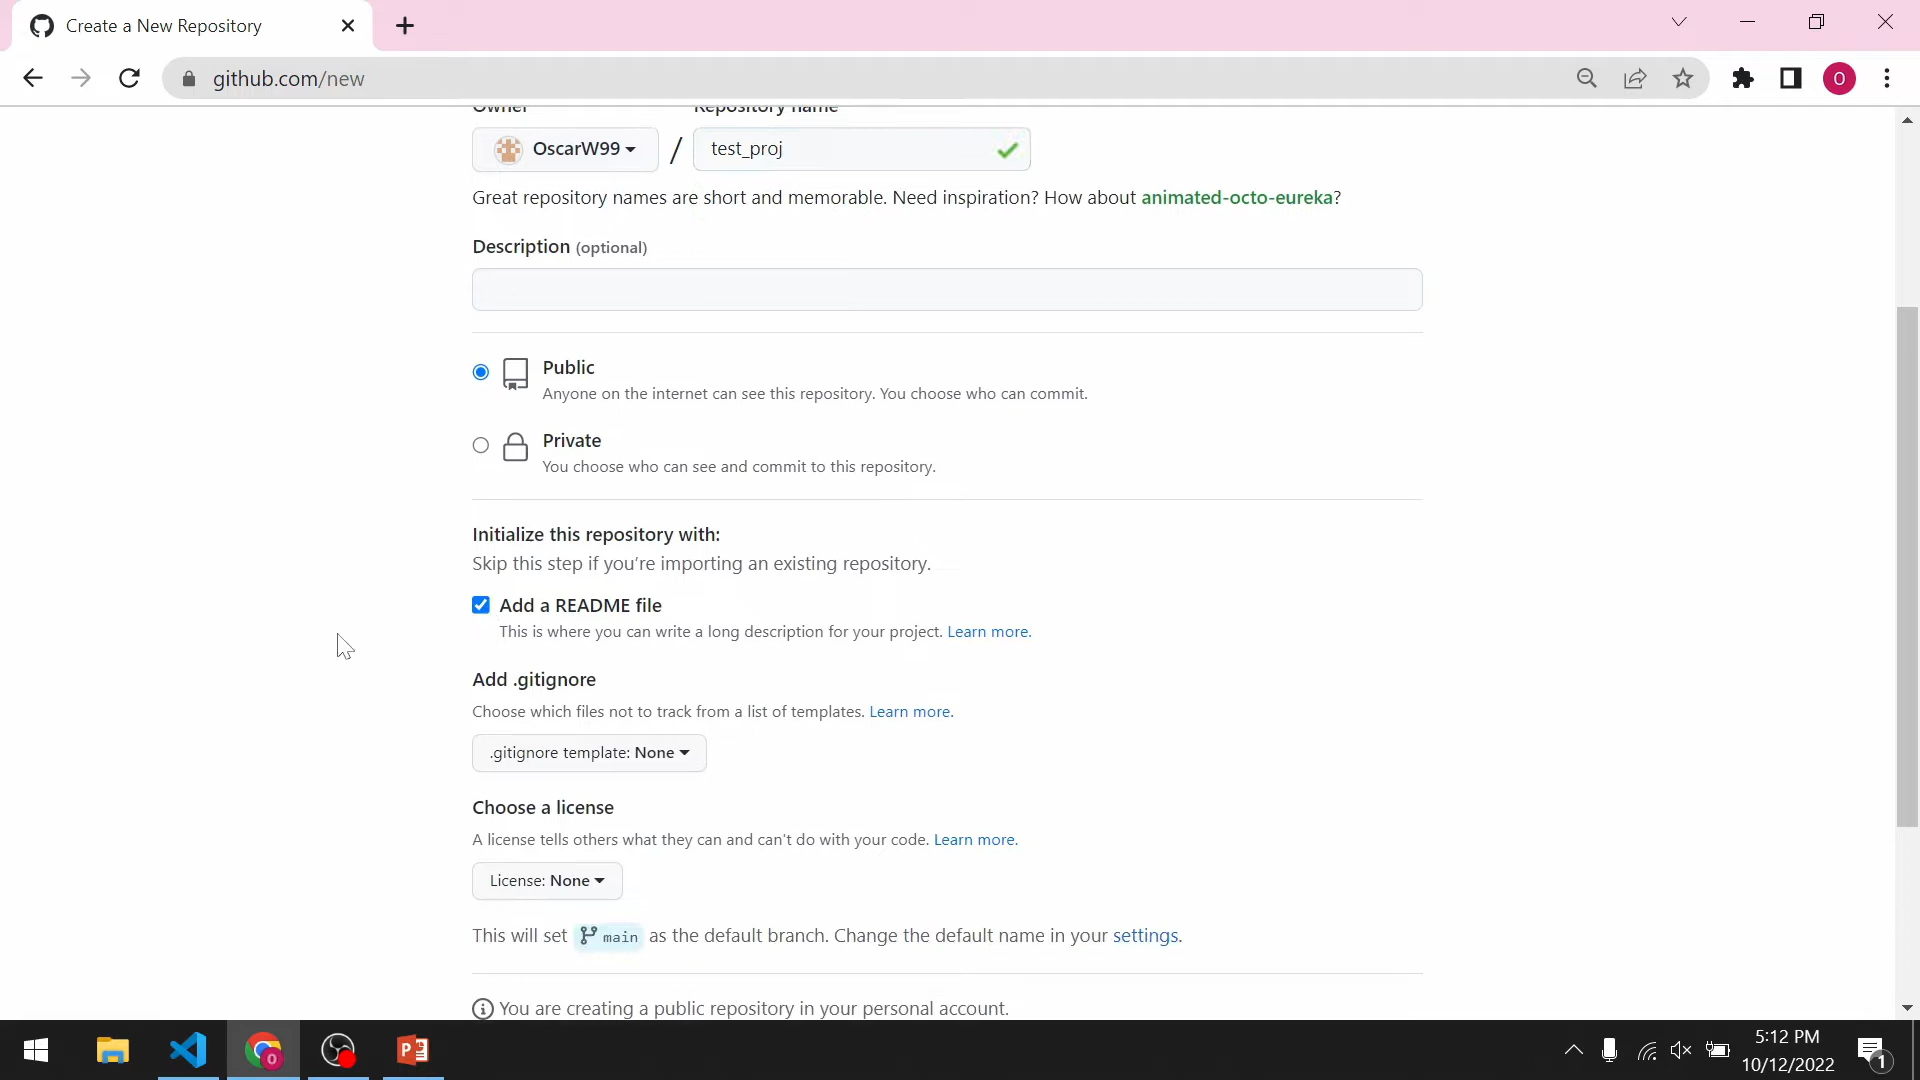 Create a New Repository
github.com/new
Owner Repository name
OscarW99 / test_proj
Great repository names are short and memorable. Need inspiration? How about animated-octo-eureka?
Description (optional)
Public
Anyone on the internet can see this repository. You choose who can commit.
Private
You choose who can see and commit to this repository.
Initialize this repository with:
Skip this step if you’re importing an existing repository.
Add a README file
This is where you can write a long description for your project. Learn more.
Add .gitignore
Choose which files not to track from a list of templates. Learn more.
.gitignore template: None
Choose a license
A license tells others what they can and can't do with your code. Learn more.
License: None
This will set main as the default branch. Change the default name in your settings.
You are creating a public repository in your personal account.
5:12 PM
10/12/2022
1